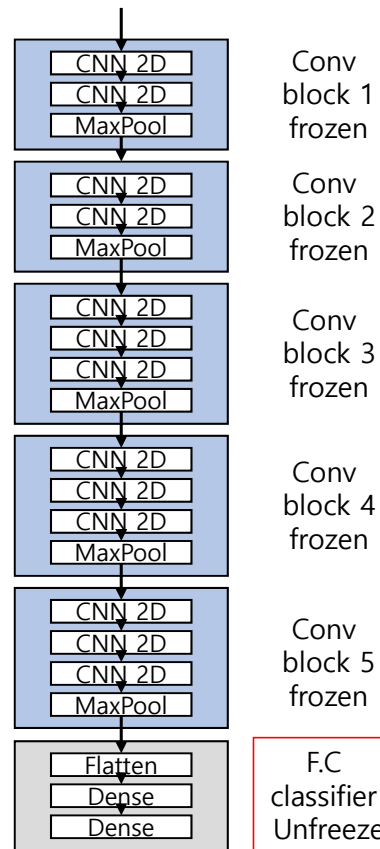 CNN 2D
CNN 2D
MaxPool
Conv
block 1
frozen
CNN 2D
CNN 2D
MaxPool
Conv
block 2
frozen
CNN 2D
CNN 2D
CNN 2D
MaxPool
Conv
block 3
frozen
CNN 2D
CNN 2D
CNN 2D
MaxPool
Conv
block 4
frozen
CNN 2D
CNN 2D
CNN 2D
MaxPool
Conv
block 5
frozen
Flatten
Dense
Dense
F.C
classifier
Unfreeze